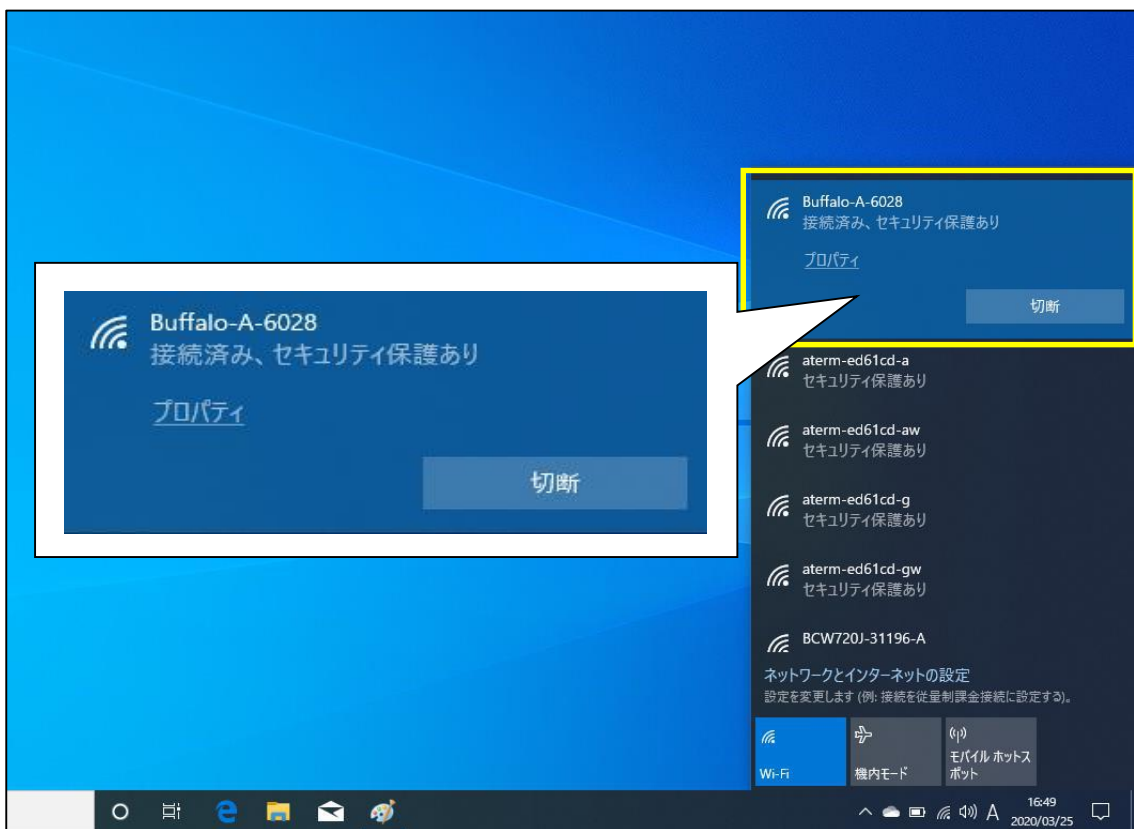 Buffalo-A-6028
接続済み、セキュリティ保護あり
プロパティ
切断
Buffalo-A-6028
接続済み、セキュリティ保護あり
プロパティ
切断
aterm-ed61cd-a
セキュリティ保護あり
aterm-ed61cd-aw
セキュリティ保護あり
aterm-ed61cd-g
セキュリティ保護あり
aterm-ed61cd-gw
セキュリティ保護あり
BCW720J-31196-A
ネットワークとインターネットの設定
設定を変更します (例: 接続を従量制課金接続に設定する)。
Wi-Fi
機内モード
モバイル ホットス
ポット
A
16:49
2020/03/25